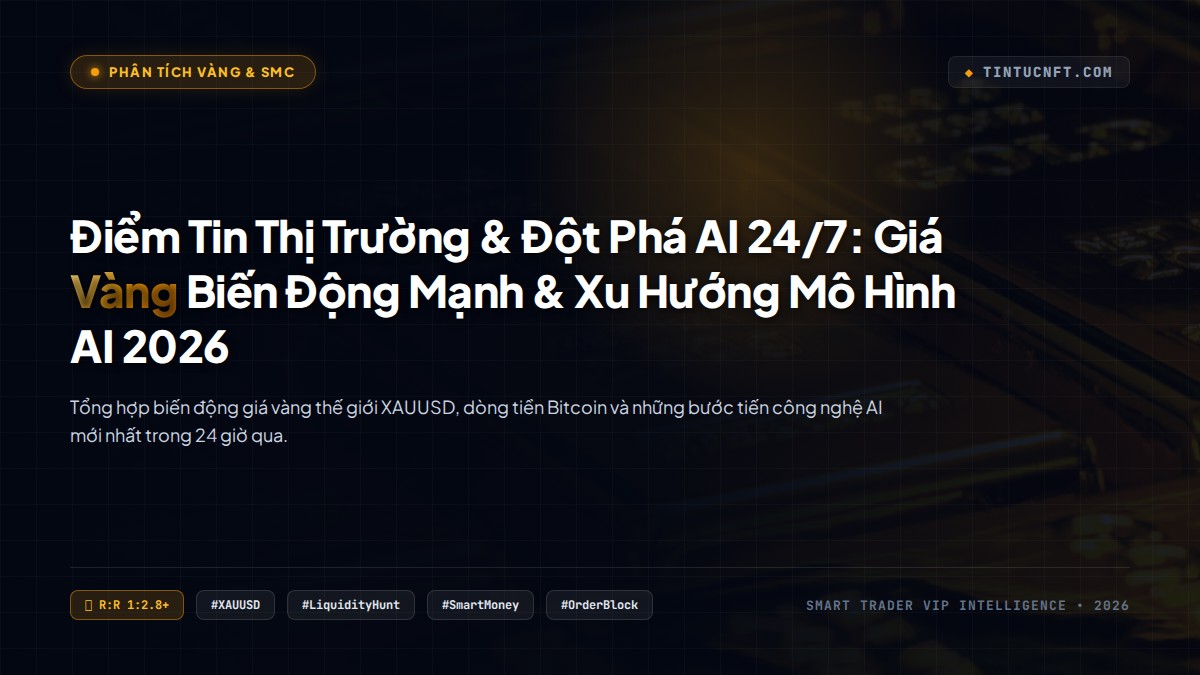 PHÂN TÍCH VÀNG & SMC
◆ TINTUCNFT.COM
Điểm Tin Thị Trường & Đột Phá AI 24/7: Giá
Vàng Biến Động Mạnh & Xu Hướng Mô Hình
AI 2026
Tổng hợp biến động giá vàng thế giới XAUUSD, dòng tiền Bitcoin và những bước tiến công nghệ AI
mới nhất trong 24 giờ qua.
R:R 1:2.8+
#XAUUSD
#LiquidityHunt
#SmartMoney
#OrderBlock
SMART TRADER VIP INTELLIGENCE • 2026